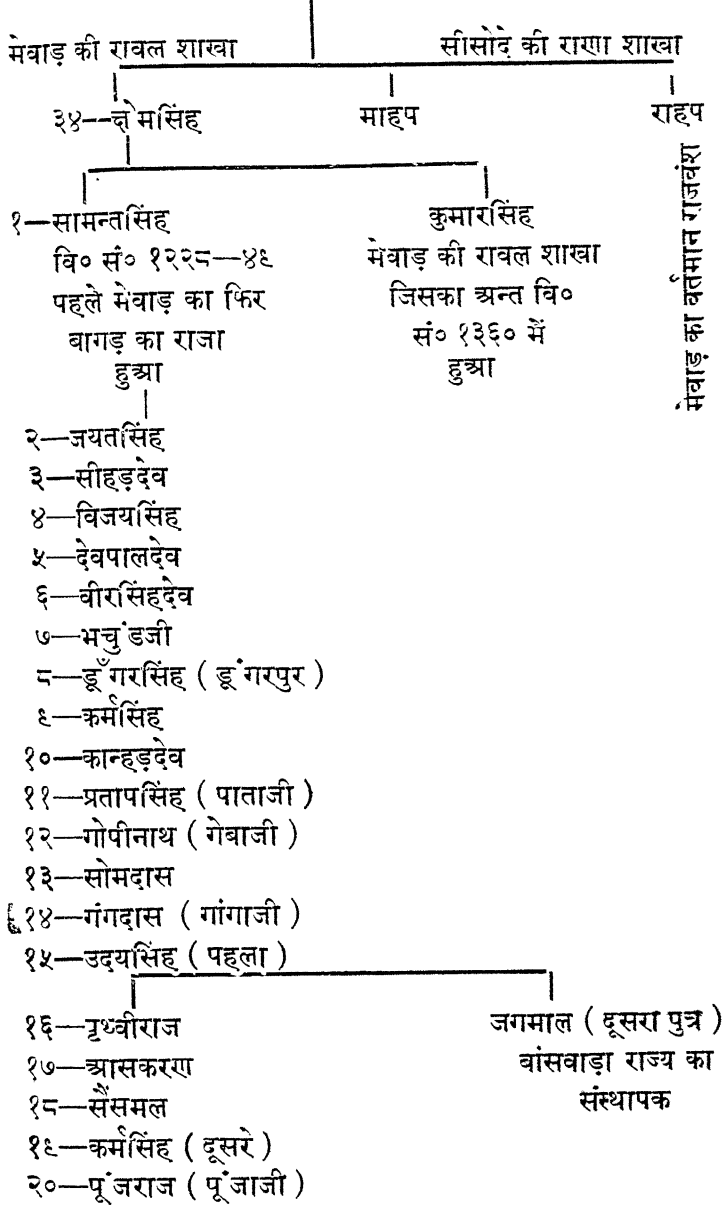 मेवाड़ की रावल शाखा
सीसोदे की राणा शाखा
३४—क्षेमसिंह
माहप
राहप
मेवाड़ का वर्तमान राजवंश
१—सामन्तसिंह
वि० सं० १२२८—४९
पहले मेवाड़ का फिर
बागड़ का राजा
हुआ
कुमारसिंह
मेवाड़ की रावल शाखा
जिसका अन्त वि०
सं० १३६० में
हुआ
२—जयतसिंह
३—सीहड़देव
४—विजयसिंह
५—देवपालदेव
६—वीरसिंहदेव
७—भचुंडजी
८—डूँगरसिंह ( डूंगरपुर )
९—कर्मसिंह
१०—कान्हड़देव
११—प्रतापसिंह ( पाताजी )
१२—गोपीनाथ ( गेबाजी )
१३—सोमदास
१४—गंगदास ( गांगाजी )
१५—उदयसिंह ( पहला )
१६—पृथ्वीराज
१७—आसकरण
१८—सैंसमल
१९—कर्मसिंह ( दूसरे )
२०—पूंजराज ( पूंजाजी )
जगमाल ( दूसरा पुत्र )
बांसवाड़ा राज्य का
संस्थापक